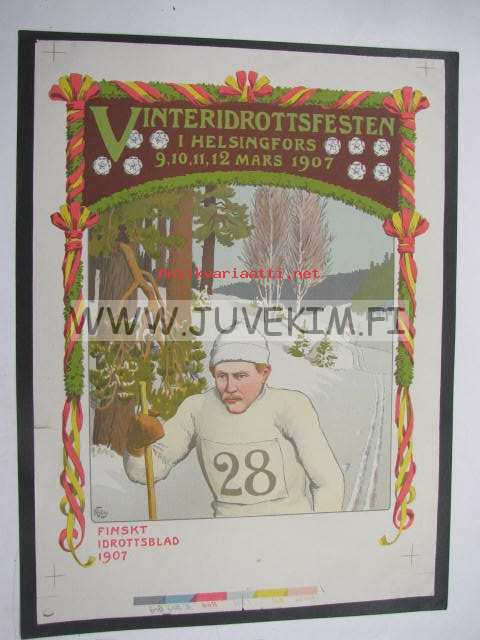 VINTERIDROTTSFESTEN
I HELSINGFORS
9, 10, 11, 12 MARS 1907
Antikvariaatti.net
WWW.JUVEKIM.FI
28
FINSKT
IDROTTSBLAD
1907